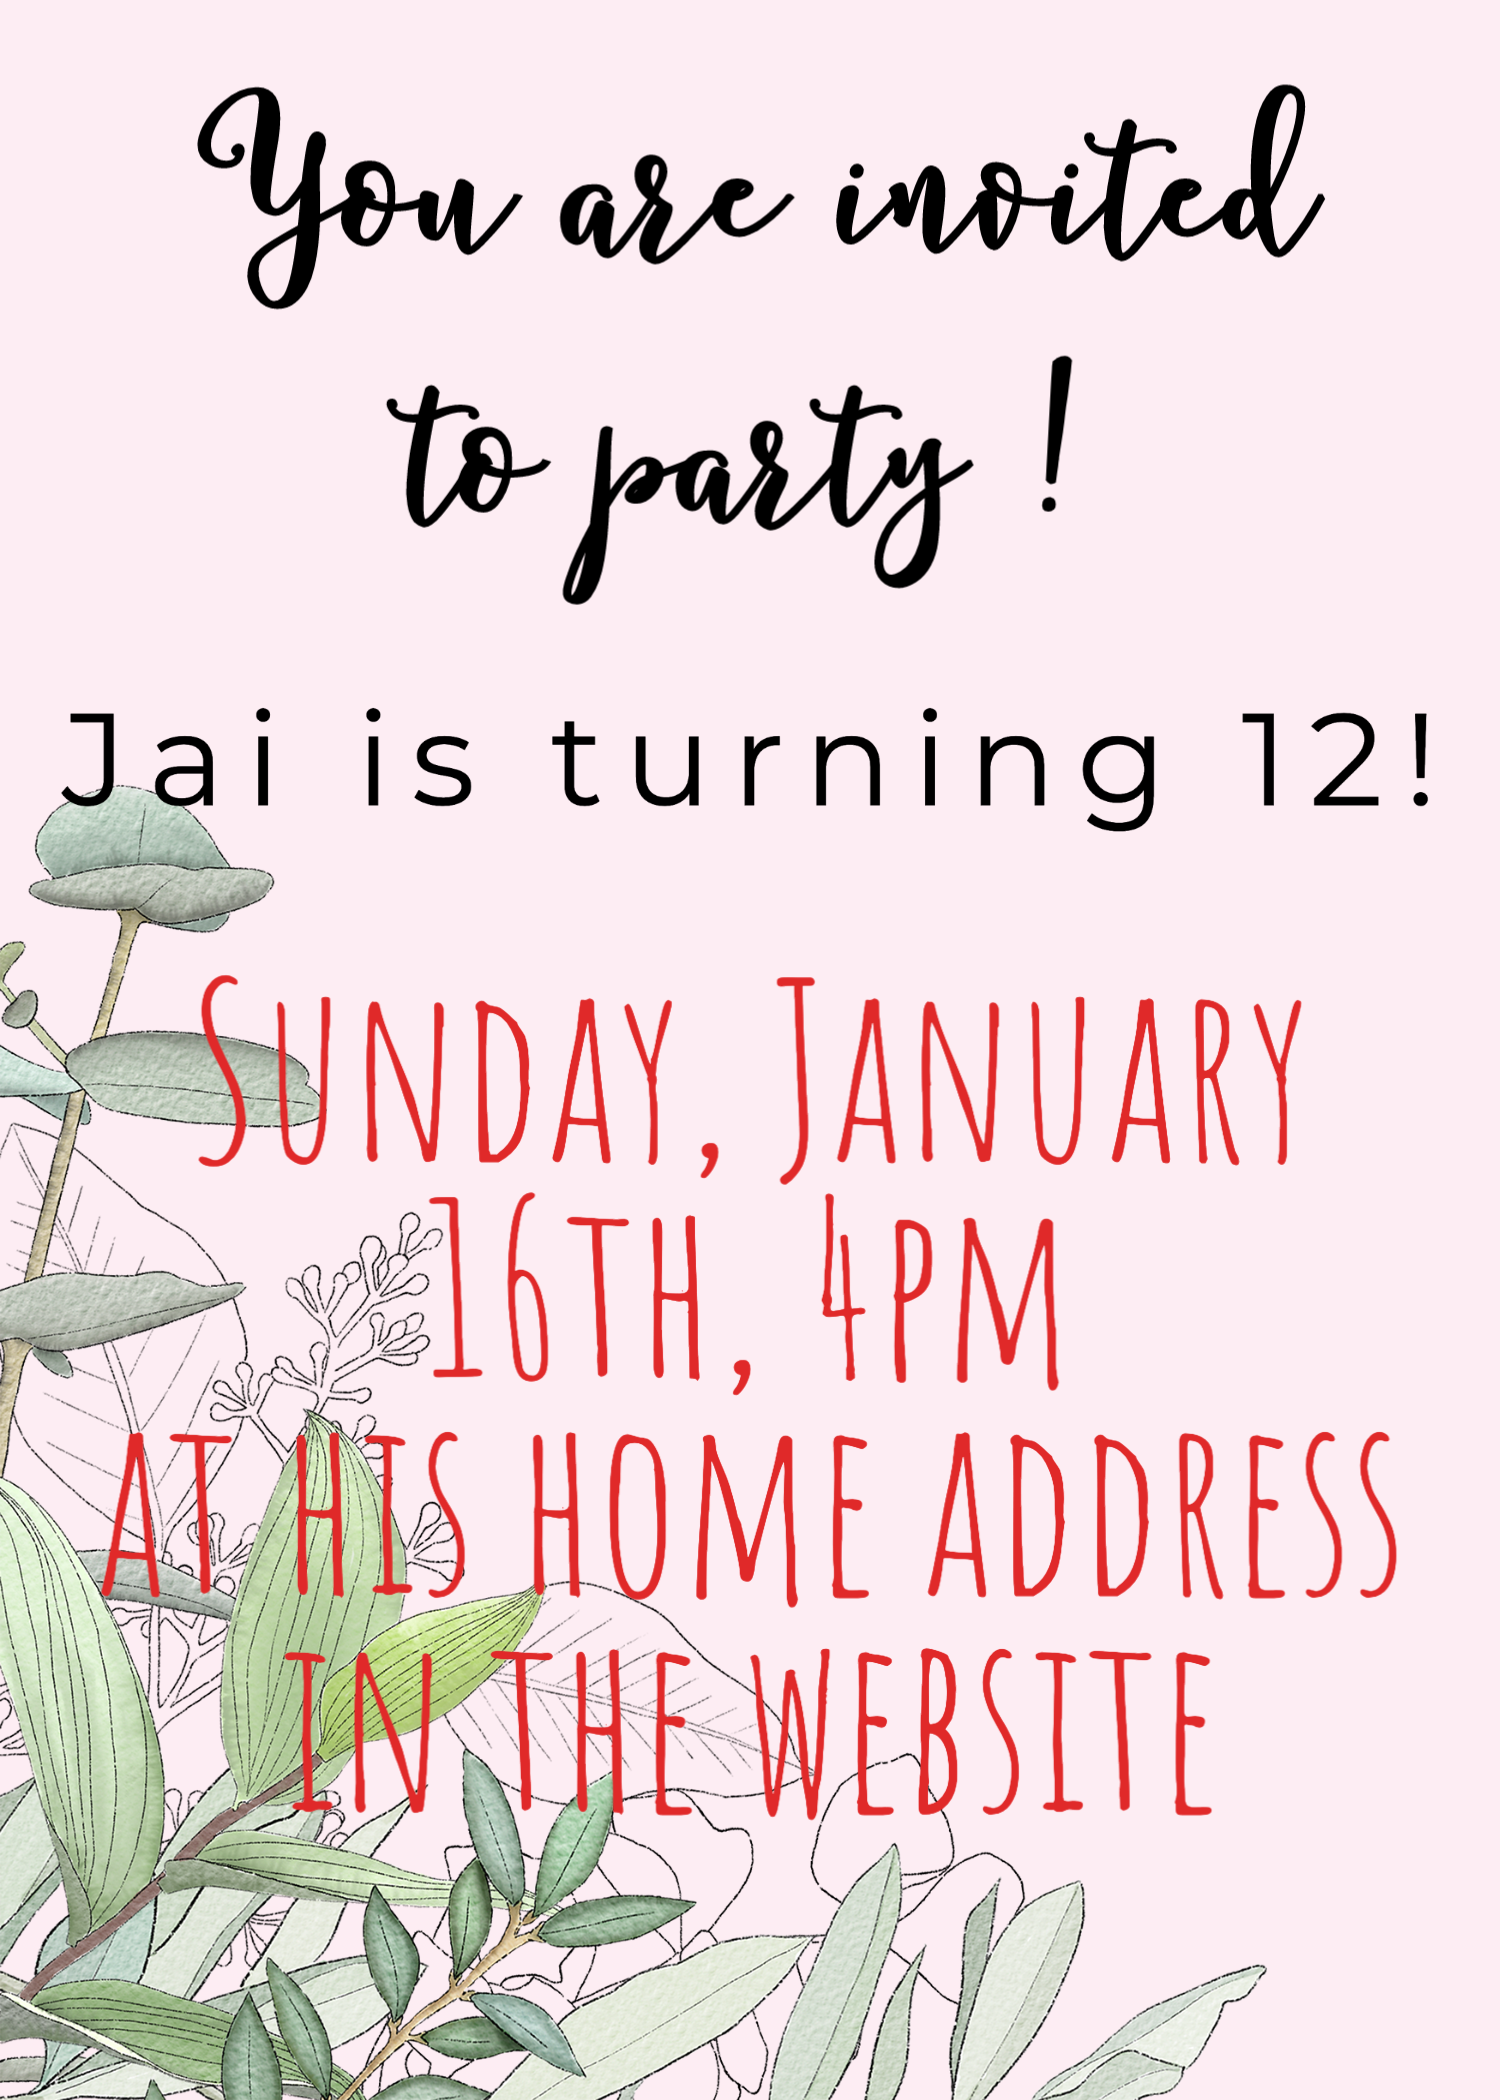 You are invited
to party !
Jai is turning 12!
Sunday, January
16th, 4pm
at his home address
in the website